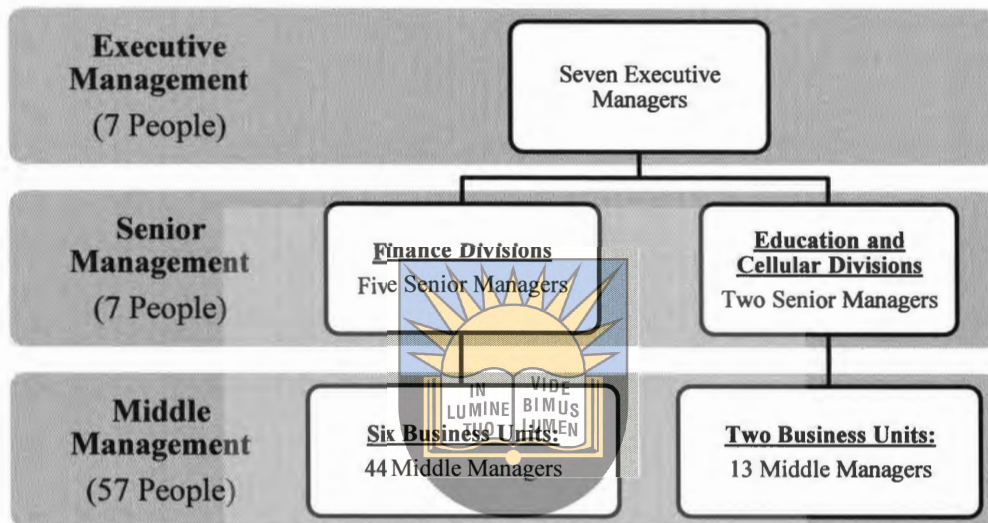 Executive
Management
(7 People)
Seven Executive
Managers
Senior
Management
(7 People)
Finance Divisions
Five Senior Managers
Education and
Cellular Divisions
Two Senior Managers
Middle
Management
(57 People)
Six Business Units:
44 Middle Managers
Two Business Units:
13 Middle Managers
IN
LUMINE
TUO
VIDE
BIMUS
LUMEN